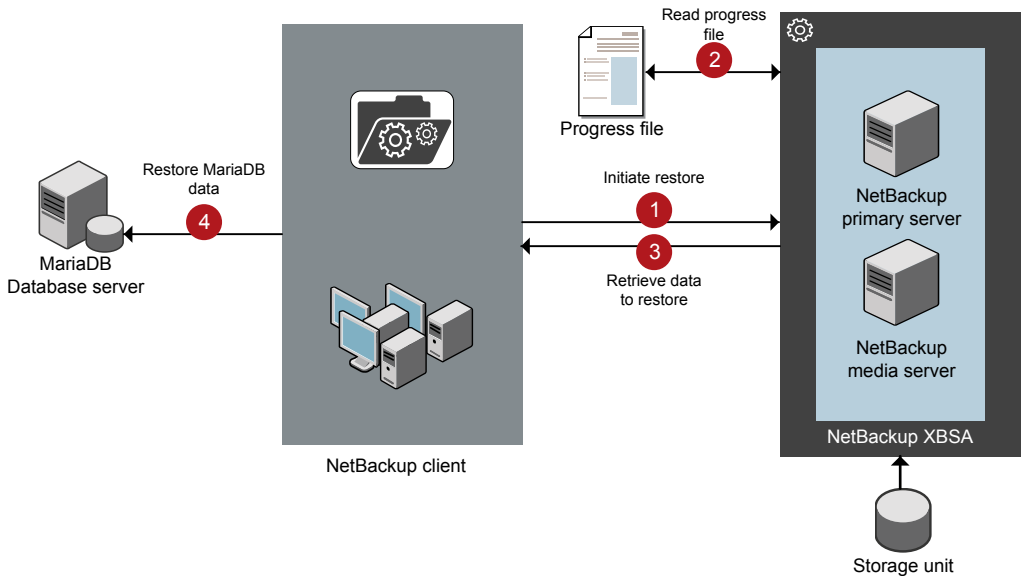 Read progress
file
2
Progress file
NetBackup
primary server
NetBackup
media server
NetBackup XBSA
Initiate restore
1
3
Retrieve data
to restore
Restore MariaDB
data
4
MariaDB
Database server
NetBackup client
Storage unit